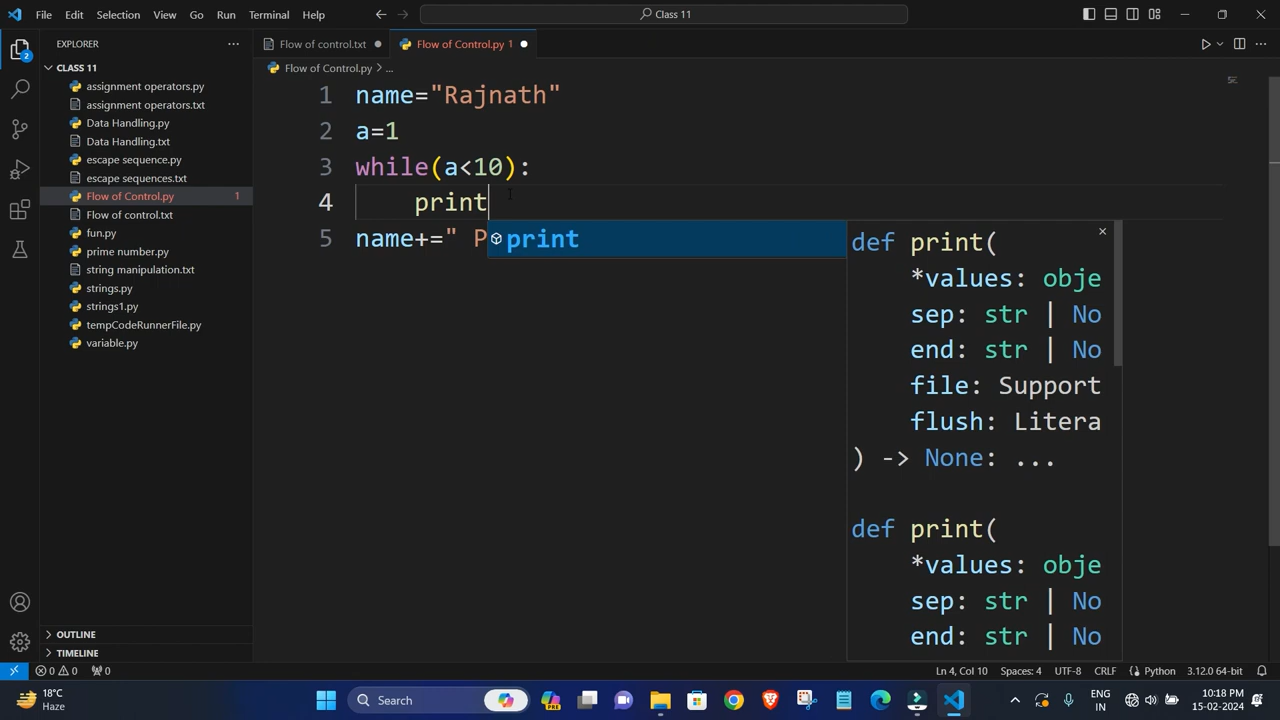 File Edit Selection View Go Run Terminal Help
Class 11
EXPLORER
Flow of control.txt
Flow of Control.py 1
CLASS 11
Flow of Control.py > ...
assignment operators.py
assignment operators.txt
Data Handling.py
Data Handling.txt
escape sequence.py
escape sequences.txt
Flow of Control.py 1
Flow of control.txt
fun.py
prime number.py
string manipulation.txt
strings.py
strings1.py
tempCodeRunnerFile.py
variable.py
1 name="Rajnath"
2 a=1
3 while(a<10):
4 print
5 name+=" P
print
def print(
*values: obje
sep: str | No
end: str | No
file: Support
flush: Litera
) -> None: ...
def print(
*values: obje
sep: str | No
end: str | No
OUTLINE
TIMELINE
2
0 0 0
Ln 4, Col 10 Spaces: 4 UTF-8 CRLF Python 3.12.0 64-bit
18°C
Haze
Search
PRE
ENG
IN
10:18 PM
15-02-2024